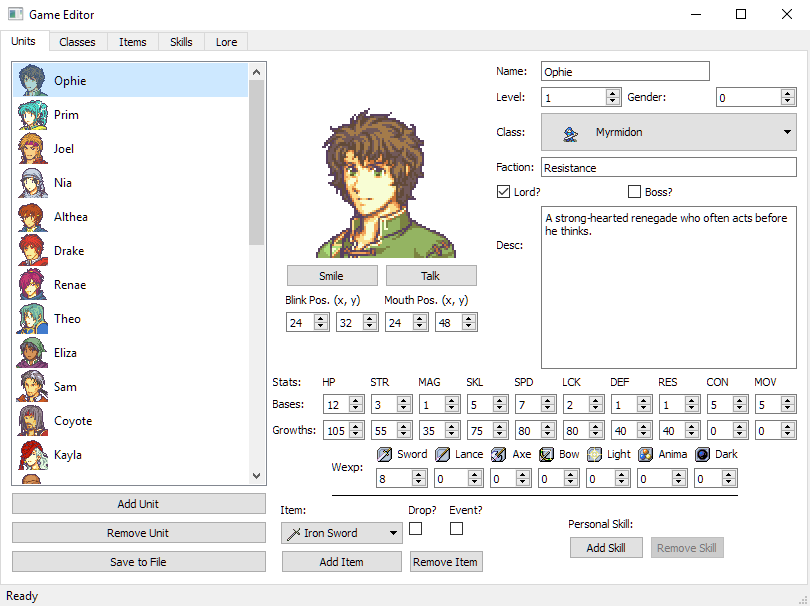 Game Editor
Units Classes Items Skills Lore
Ophie
Prim
Joel
Nia
Althea
Drake
Renae
Theo
Eliza
Sam
Coyote
Kayla
Add Unit
Remove Unit
Save to File
Smile Talk
Blink Pos. (x, y) Mouth Pos. (x, y)
24 32 24 48
Name: Ophie
Level: 1 Gender: 0
Class: Myrmidon
Faction: Resistance
Lord? Boss?
Desc: A strong-hearted renegade who often acts before
he thinks.
Stats: HP STR MAG SKL SPD LCK DEF RES CON MOV
Bases: 12 3 1 5 7 2 1 1 5 5
Growths: 105 55 35 75 80 80 40 40 0 0
Sword Lance Axe Bow Light Anima Dark
Wexp: 8 0 0 0 0 0 0
Item: Drop? Event?
Iron Sword
Add Item Remove Item
Personal Skill:
Add Skill Remove Skill
Ready